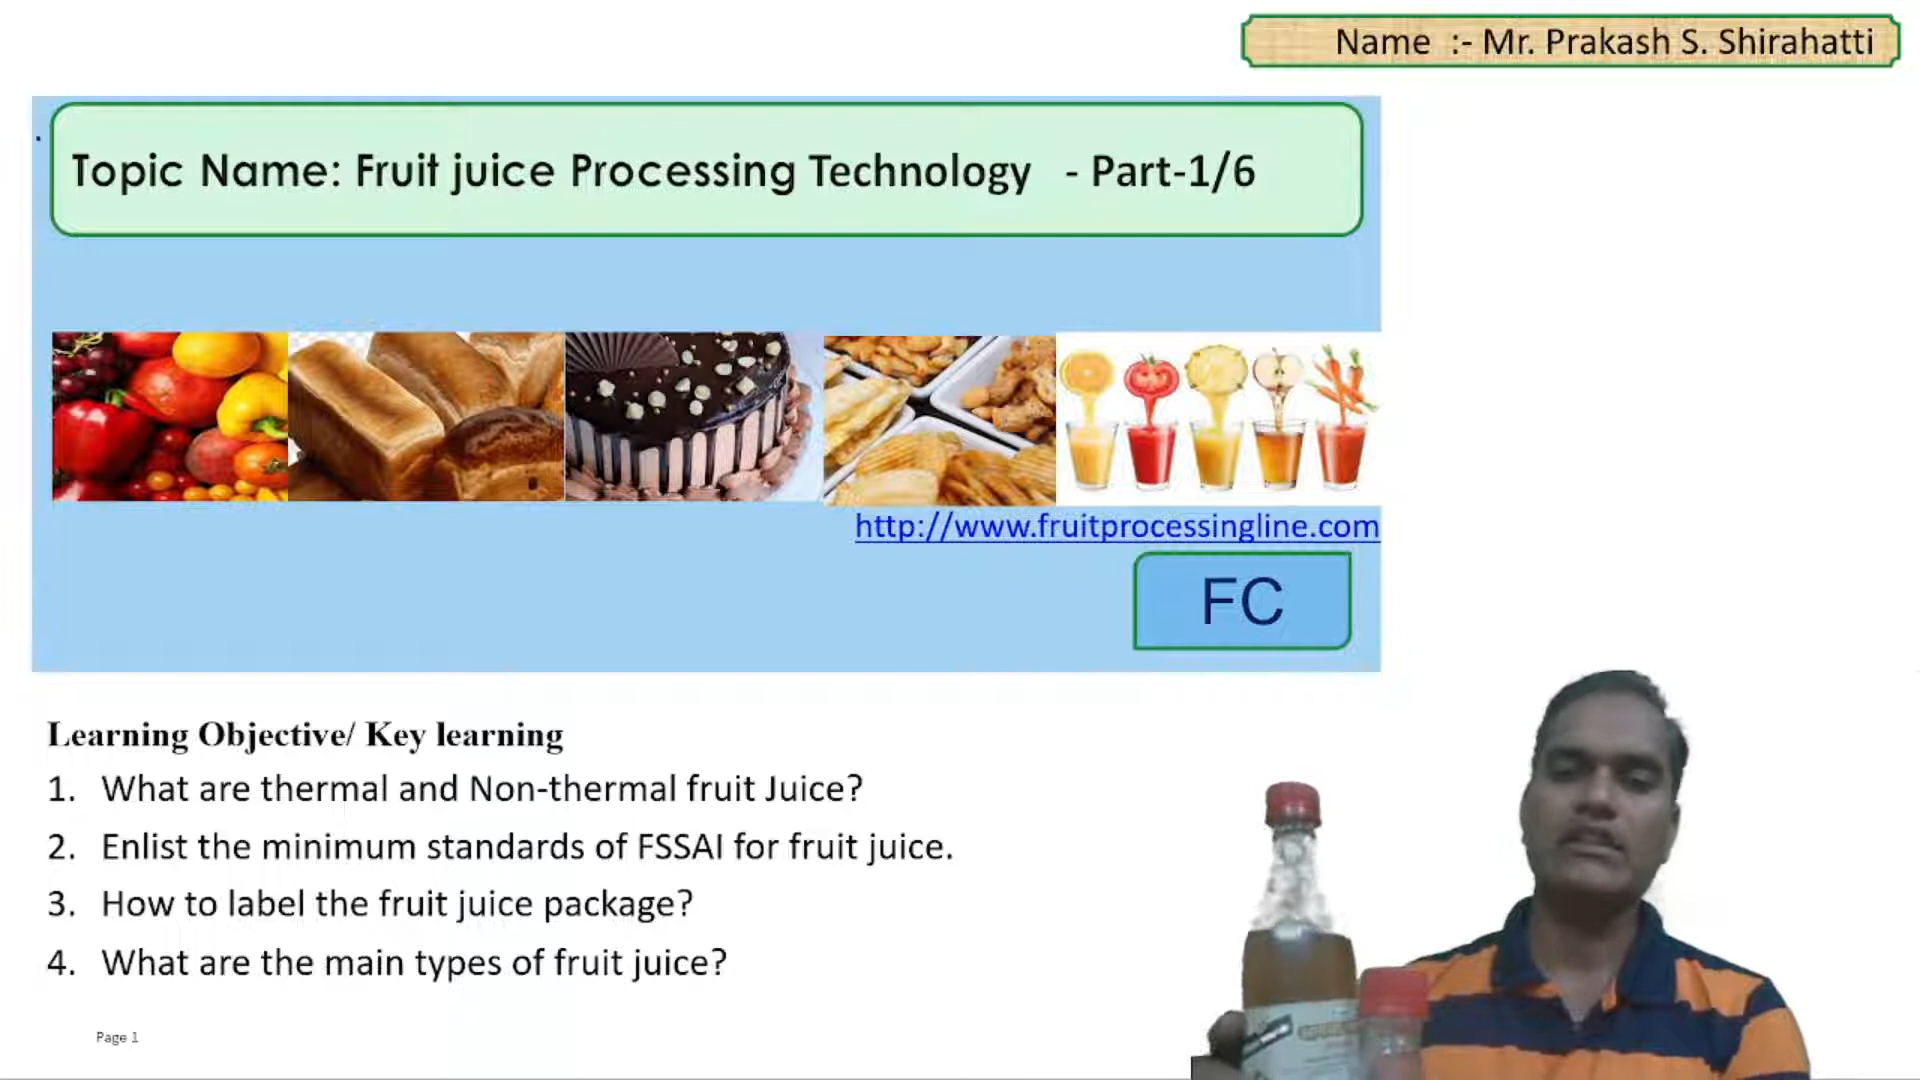 Name :- Mr. Prakash S. Shirahatti
Topic Name: Fruit juice Processing Technology - Part-1/6
http://www.fruitprocessingline.com
FC
Learning Objective/ Key learning
1. What are thermal and Non-thermal fruit Juice?
2. Enlist the minimum standards of FSSAI for fruit juice.
3. How to label the fruit juice package?
4. What are the main types of fruit juice?
Page 1